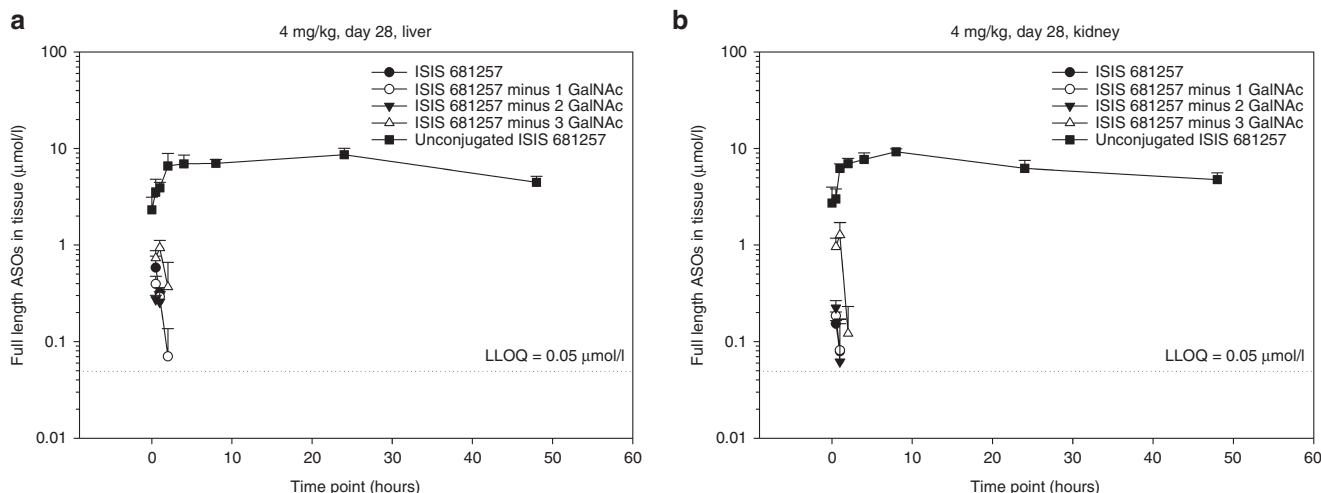 a
4 mg/kg, day 28, liver
100
10
1
0.1
0.01
Full length ASOs in tissue (μmol/l)
ISIS 681257
ISIS 681257 minus 1 GalNAc
ISIS 681257 minus 2 GalNAc
ISIS 681257 minus 3 GalNAc
Unconjugated ISIS 681257
LLOQ = 0.05 μmol/l
0 10 20 30 40 50 60
Time point (hours)
b
4 mg/kg, day 28, kidney
100
10
1
0.1
0.01
Full length ASOs in tissue (μmol/l)
ISIS 681257
ISIS 681257 minus 1 GalNAc
ISIS 681257 minus 2 GalNAc
ISIS 681257 minus 3 GalNAc
Unconjugated ISIS 681257
LLOQ = 0.05 μmol/l
0 10 20 30 40 50 60
Time point (hours)